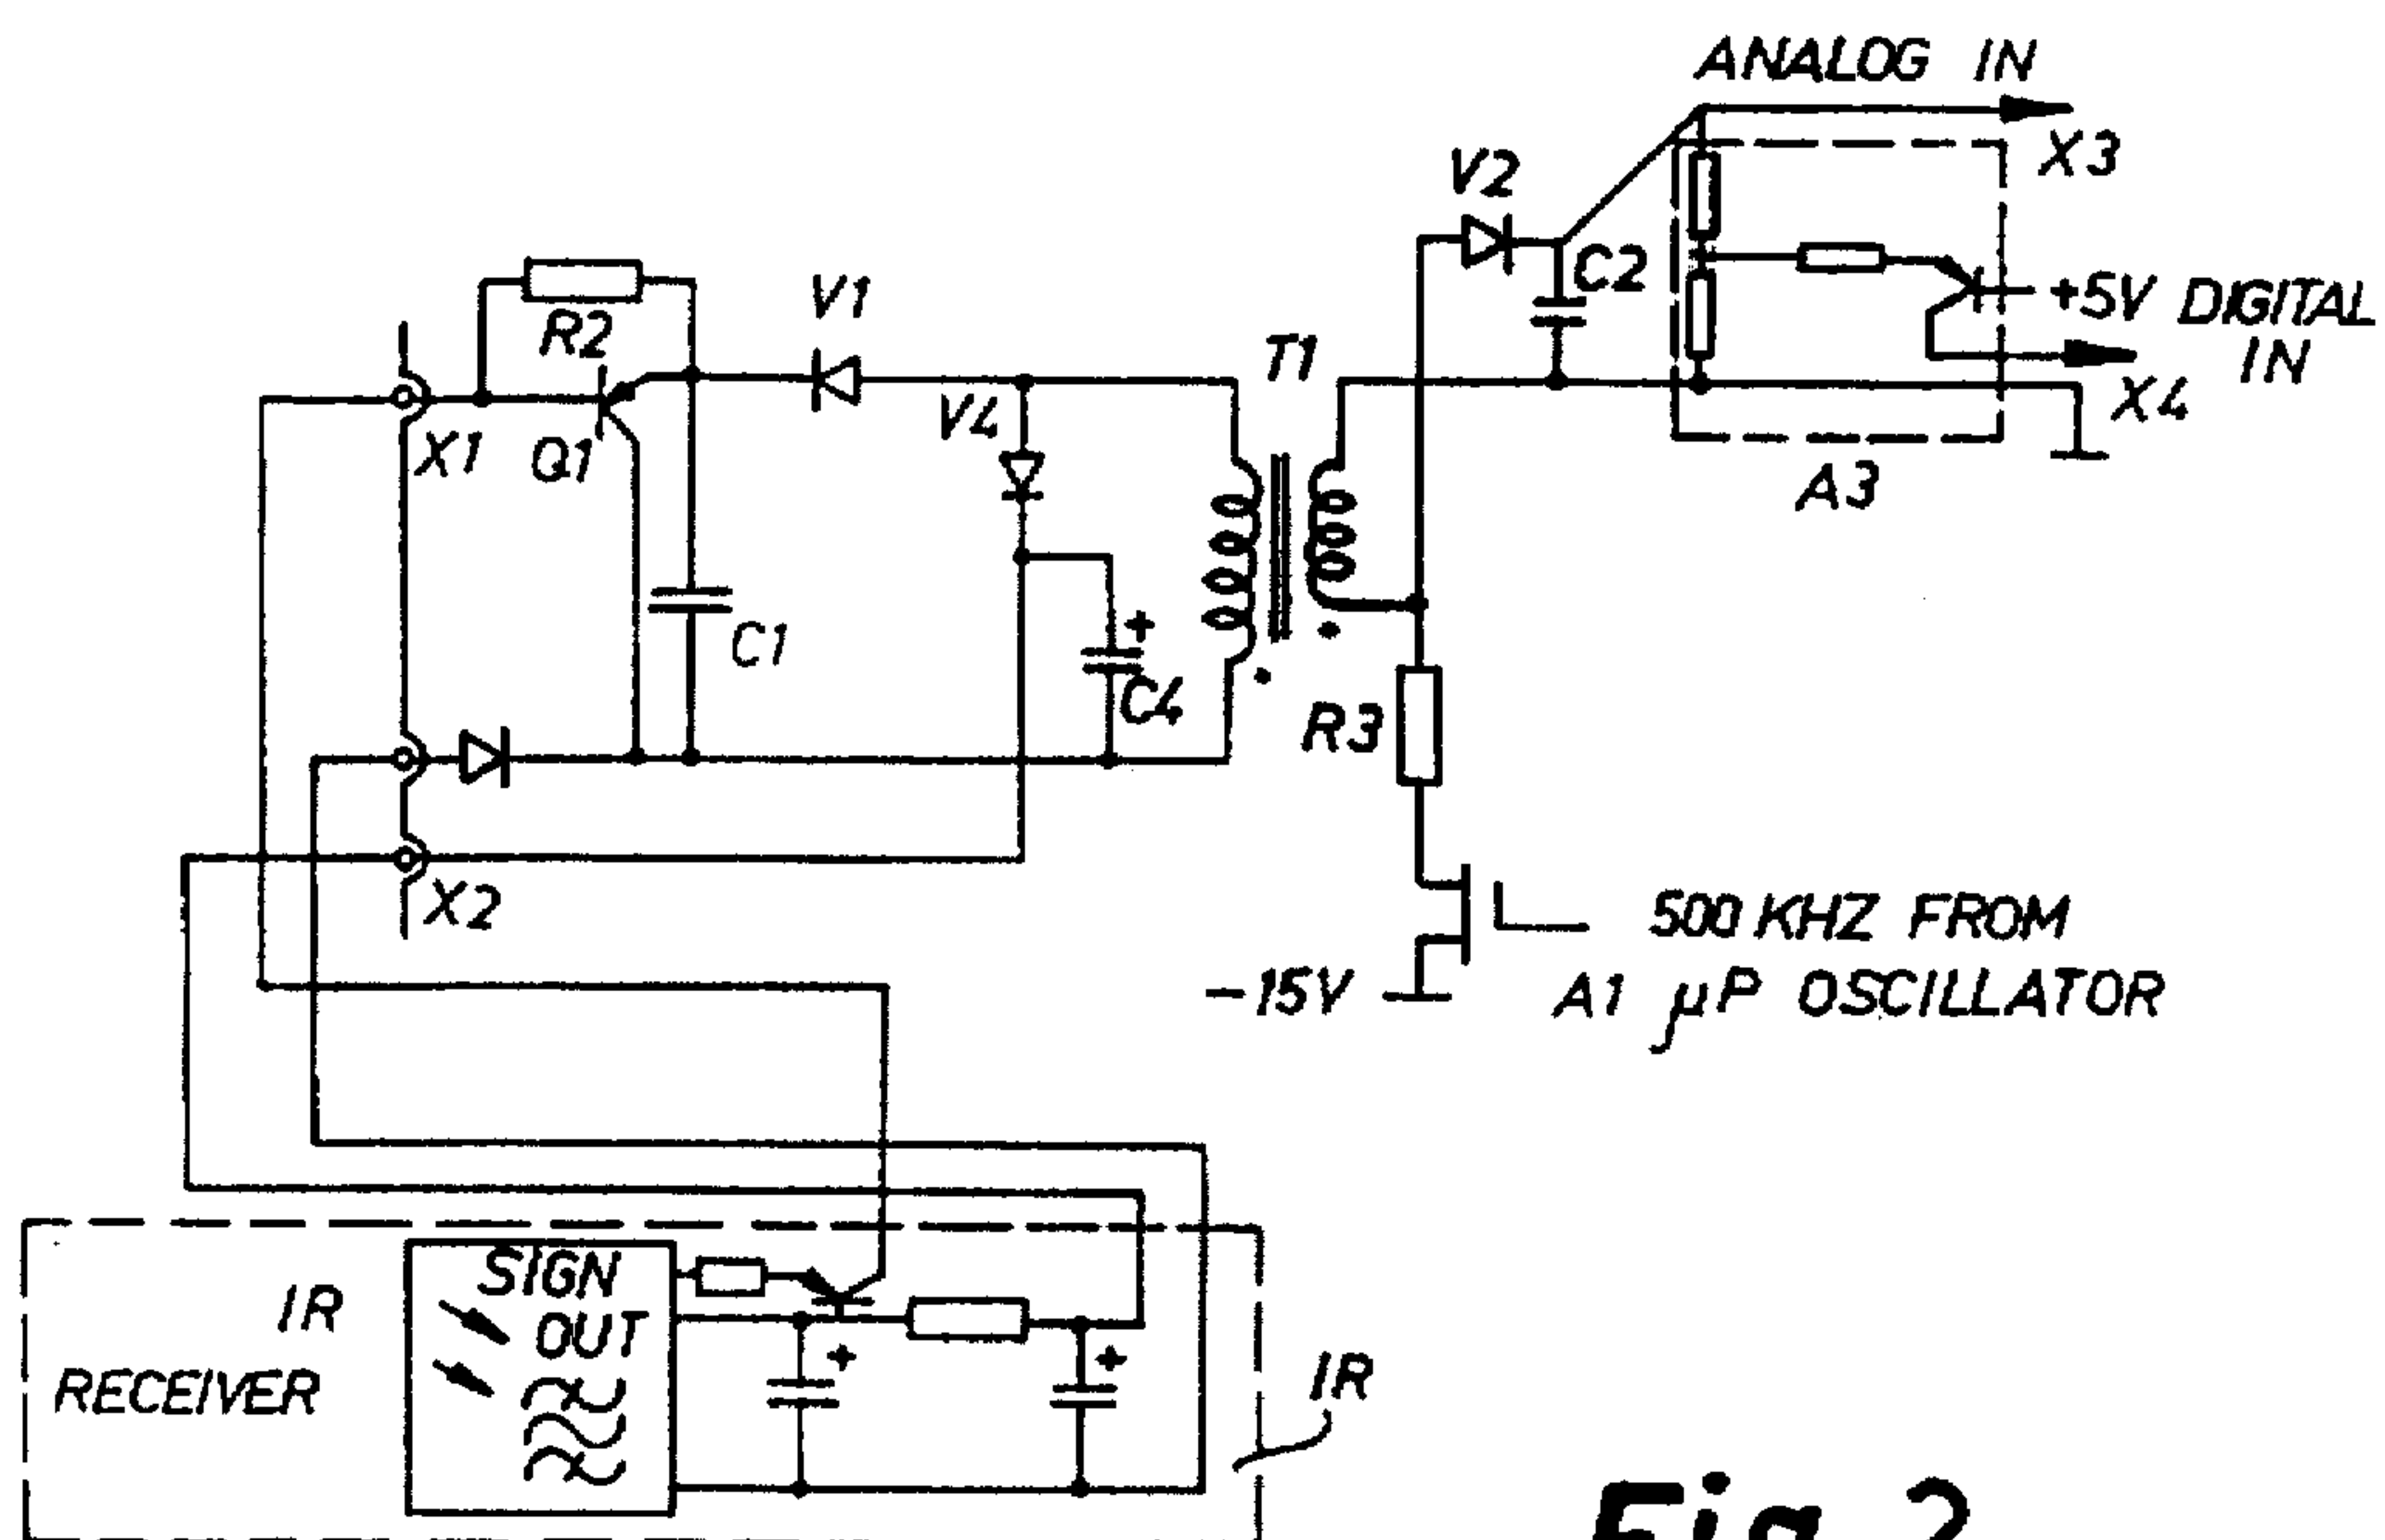 ANALOG IN
X3
V2
C2
+5V DIGITAL
IN
X4
A3
R2
V1
T1
V4
X1
Q1
C1
+
C4
R3
X2
500 KHZ FROM
-15V
A1 µP OSCILLATOR
SIGN
OUT
IR
RECEIVER
+
+
IR
Fig. 2